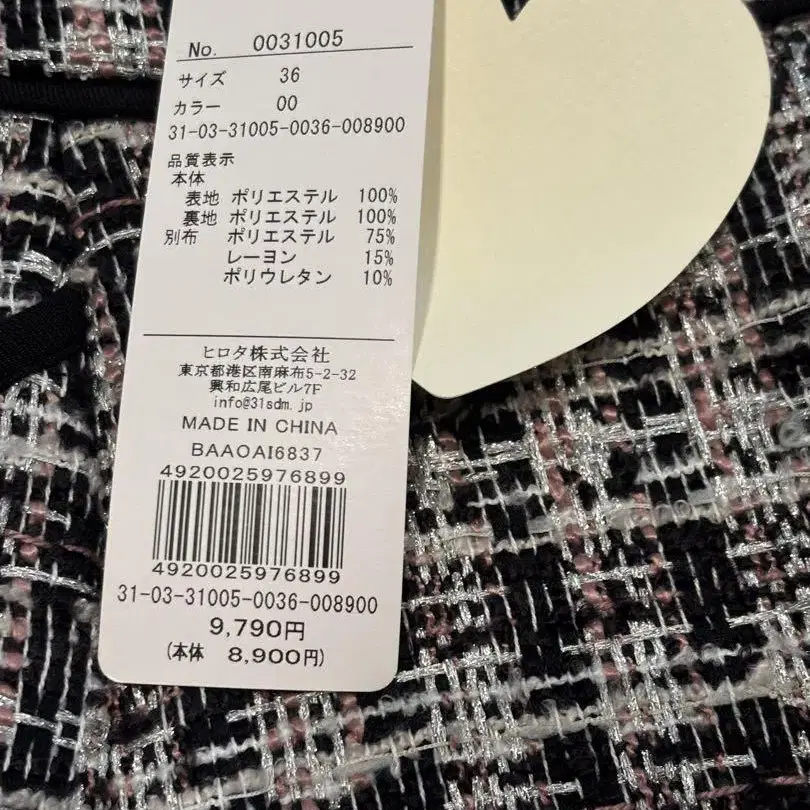 No. 0031005
サイズ 36
カラー 00
31-03-31005-0036-008900
品質表示
本体
表地 ポリエステル 100%
裏地 ポリエステル 100%
別布 ポリエステル 75%
レーヨン 15%
ポリウレタン 10%
ヒロタ株式会社
東京都港区南麻布5-2-32
興和広尾ビル7F
info@31sdm.jp
MADE IN CHINA
BAAOAI6837
4920025976899
4920025976899
31-03-31005-0036-008900
9,790円
(本体 8,900円)